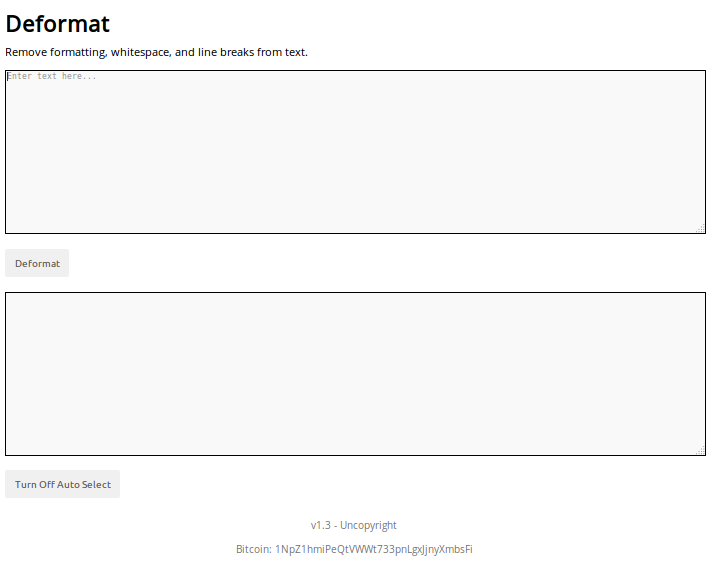 Deformat
Remove formatting, whitespace, and line breaks from text.
Enter text here...
Deformat
Turn Off Auto Select
v1.3 - Uncopyright
Bitcoin: 1NpZ1hmiPeQtVWWt733pnLgxJjnyXmbsFi